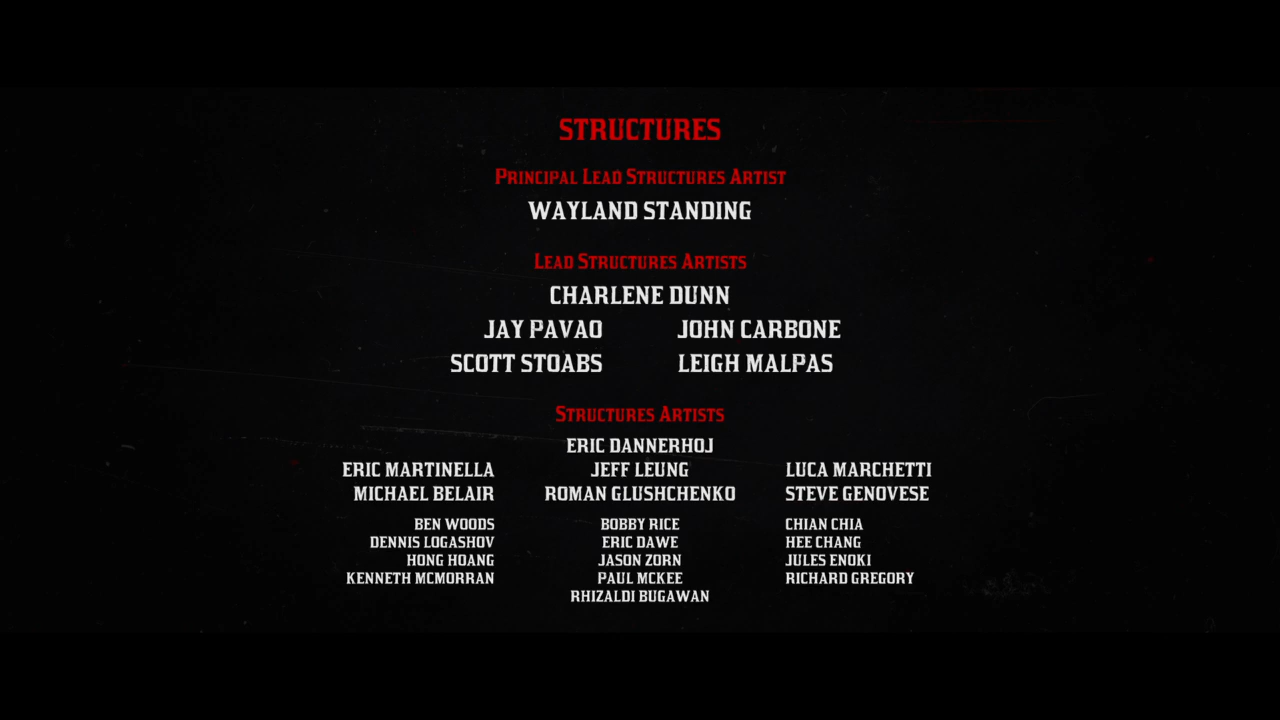 STRUCTURES
PRINCIPAL LEAD STRUCTURES ARTIST
WAYLAND STANDING
LEAD STRUCTURES ARTISTS
CHARLENE DUNN
JAY PAVAO JOHN CARBONE
SCOTT STOABS LEIGH MALPAS
STRUCTURES ARTISTS
ERIC DANNERHOJ
ERIC MARTINELLA JEFF LEUNG LUCA MARCHETTI
MICHAEL BELAIR ROMAN GLUSHCHENKO STEVE GENOVESE
BEN WOODS BOBBY RICE CHIAN CHIA
DENNIS LOGASHOV ERIC DAWE HEE CHANG
HONG HOANG JASON ZORN JULES ENOKI
KENNETH MCMORRAN PAUL MCKEE RICHARD GREGORY
RHIZALDI BUGAWAN